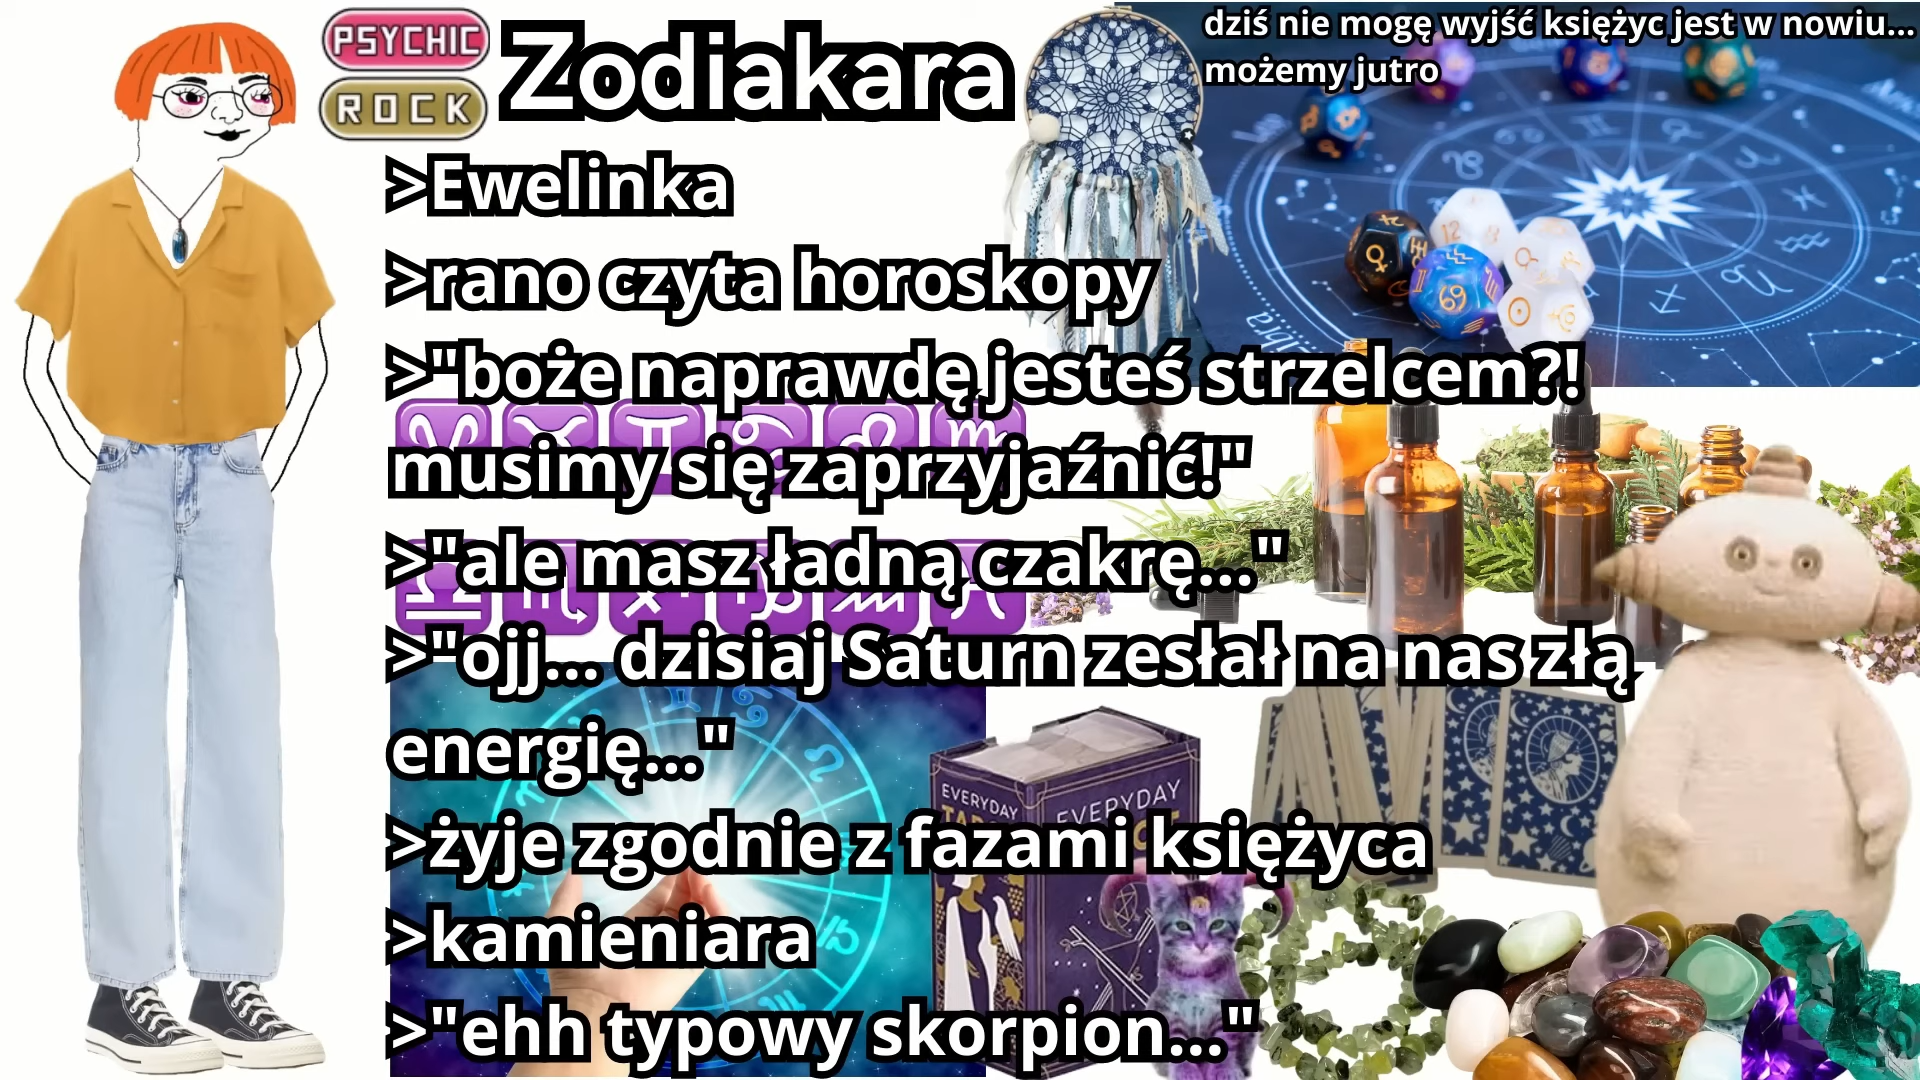 PSYCHIC
ROCK
Zodiakara
dziś nie mogę wyjść księżyc jest w nowiu...
możemy jutro
>Ewelinka
>rano czyta horoskopy
>"boże naprawdę jesteś strzelcem?!
musimy się zaprzyjaźnić!"
>"ale masz ładną czakrę..."
>"ojj... dzisiaj Saturn zesłał na nas złą
energię..."
>żyje zgodnie z fazami księżyca
>kamieniara
>"ehh typowy skorpion..."
EVERYDAY
EVERYDAY